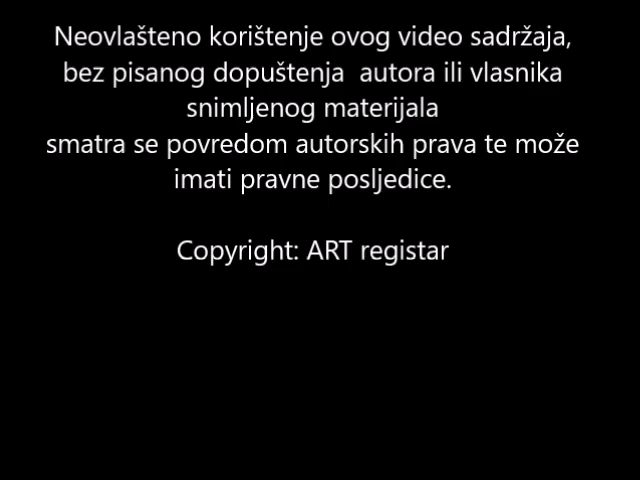 Neovlašteno korištenje ovog video sadržaja,
bez pisanog dopuštenja autora ili vlasnika
snimljenog materijala
smatra se povredom autorskih prava te može
imati pravne posljedice.
Copyright: ART registar